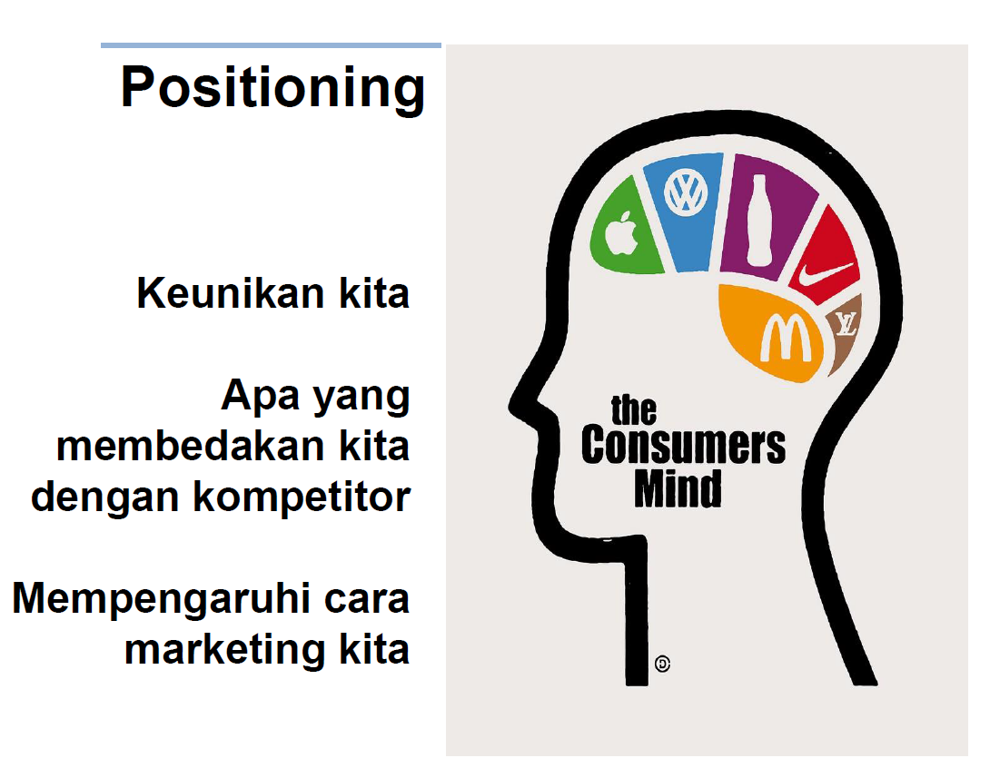 Positioning
Keunikan kita
Apa yang
membedakan kita
dengan kompetitor
Mempengaruhi cara
marketing kita
the
Consumers
Mind